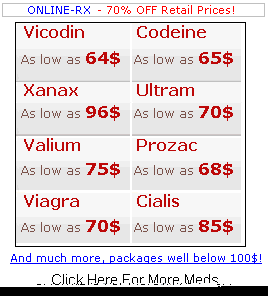 ONLINE-RX - 70% OFF Retail Prices!
Vicodin Codeine
As low as 64$ As low as 65$
Xanax Ultram
As low as 96$ As low as 70$
Valium Prozac
As low as 75$ As low as 68$
Viagra Cialis
As low as 70$ As low as 85$
And much more, packages well below 100$!
Click Here For More Meds